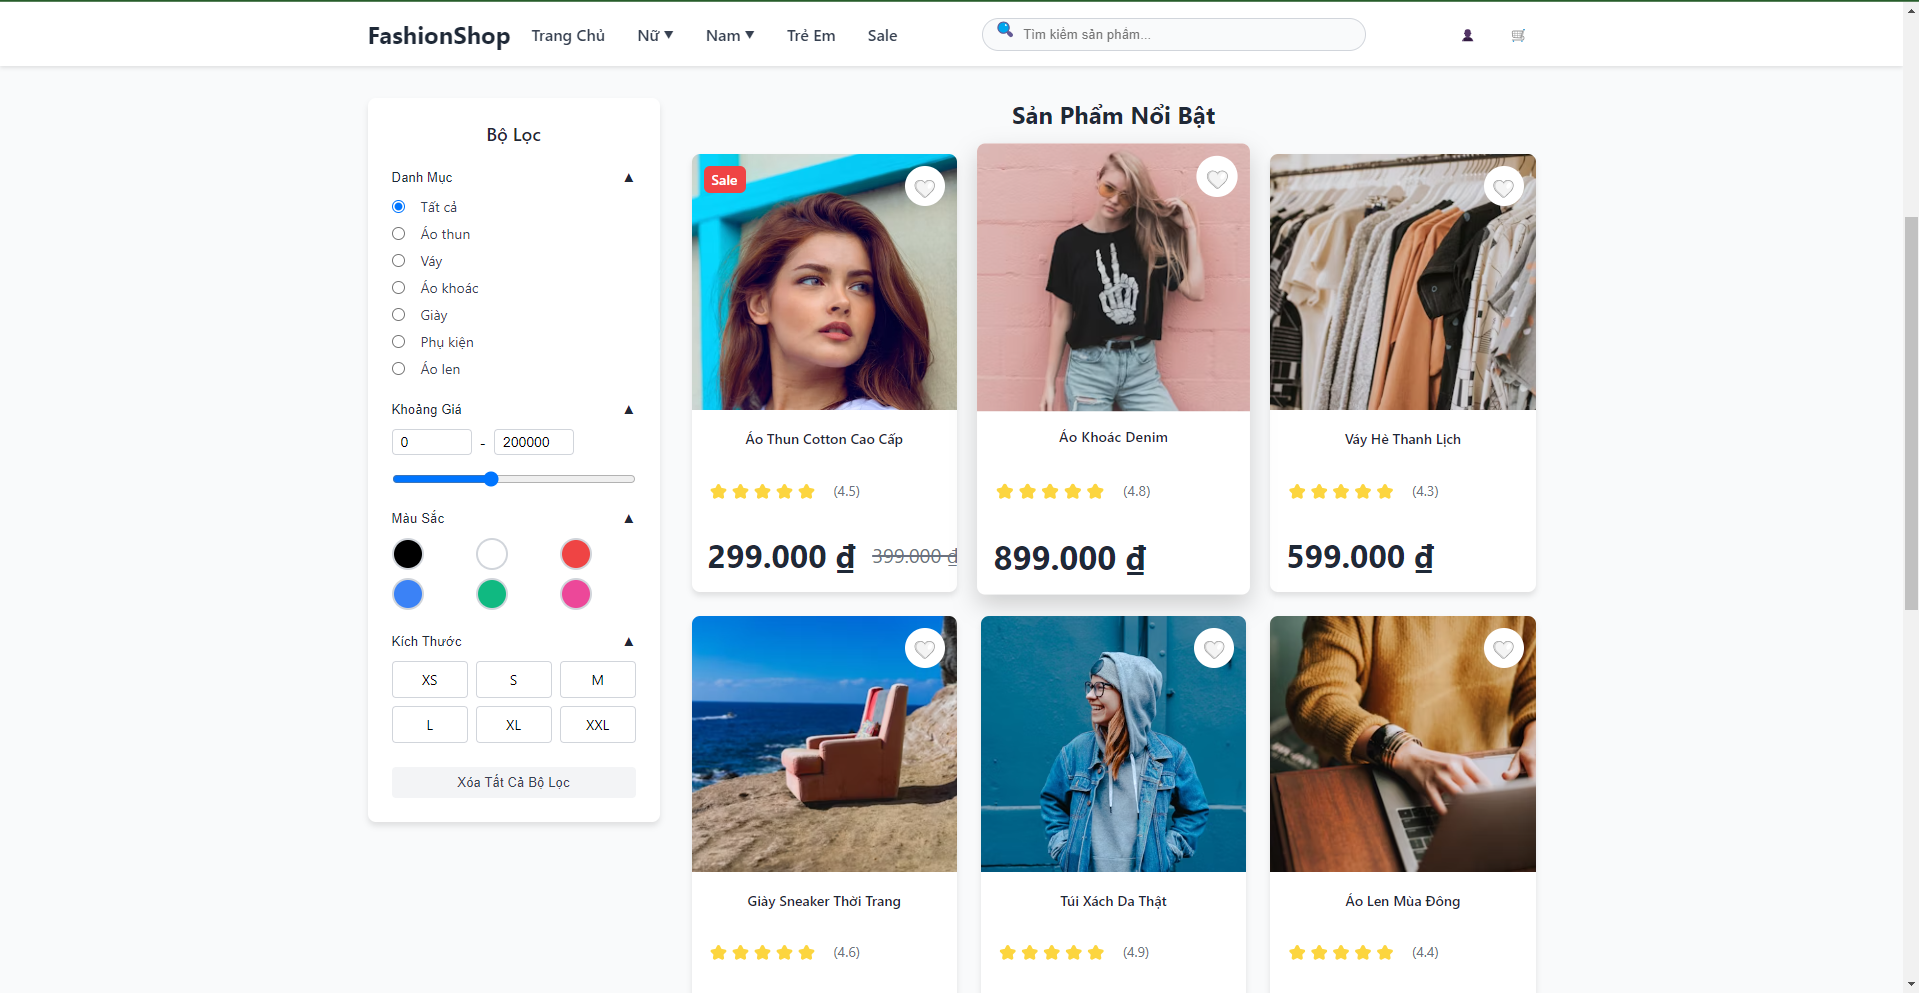 FashionShop Trang Chủ Nữ ▼ Nam ▼ Trẻ Em Sale Tìm kiếm sản phẩm...
Bộ Lọc
Danh Mục ▲
Tất cả
Áo thun
Váy
Áo khoác
Giày
Phụ kiện
Áo len
Khoảng Giá ▲
0 - 200000
Màu Sắc ▲
Kích Thước ▲
XS S M
L XL XXL
Xóa Tất Cả Bộ Lọc
Sản Phẩm Nổi Bật
Sale
Áo Thun Cotton Cao Cấp
(4.5)
299.000 ₫ 399.000 ₫
Áo Khoác Denim
(4.8)
899.000 ₫
Váy Hè Thanh Lịch
(4.3)
599.000 ₫
Giày Sneaker Thời Trang
(4.6)
Túi Xách Da Thật
(4.9)
Áo Len Mùa Đông
(4.4)